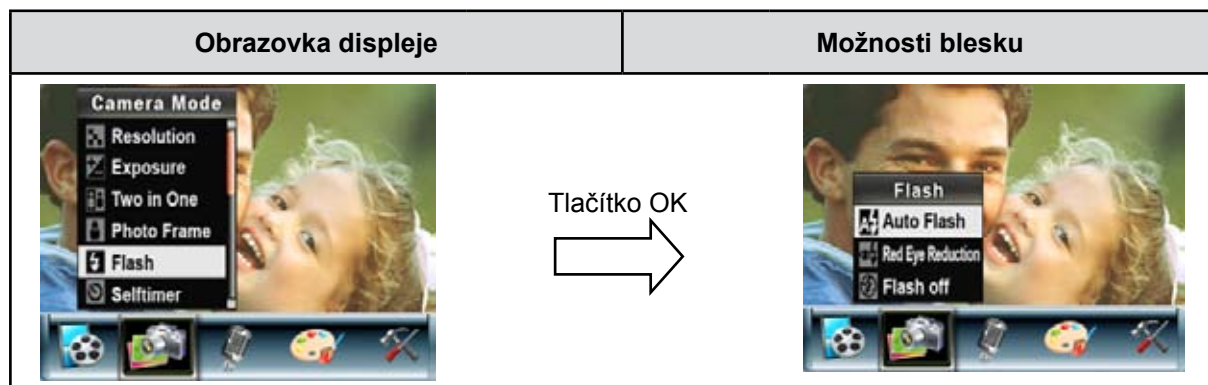 Obrazovka displeje
Možnosti blesku
Camera Mode
Resolution
Exposure
Two in One
Photo Frame
Flash
Selftimer
Tlačítko OK
Flash
Auto Flash
Red Eye Reduction
Flash off